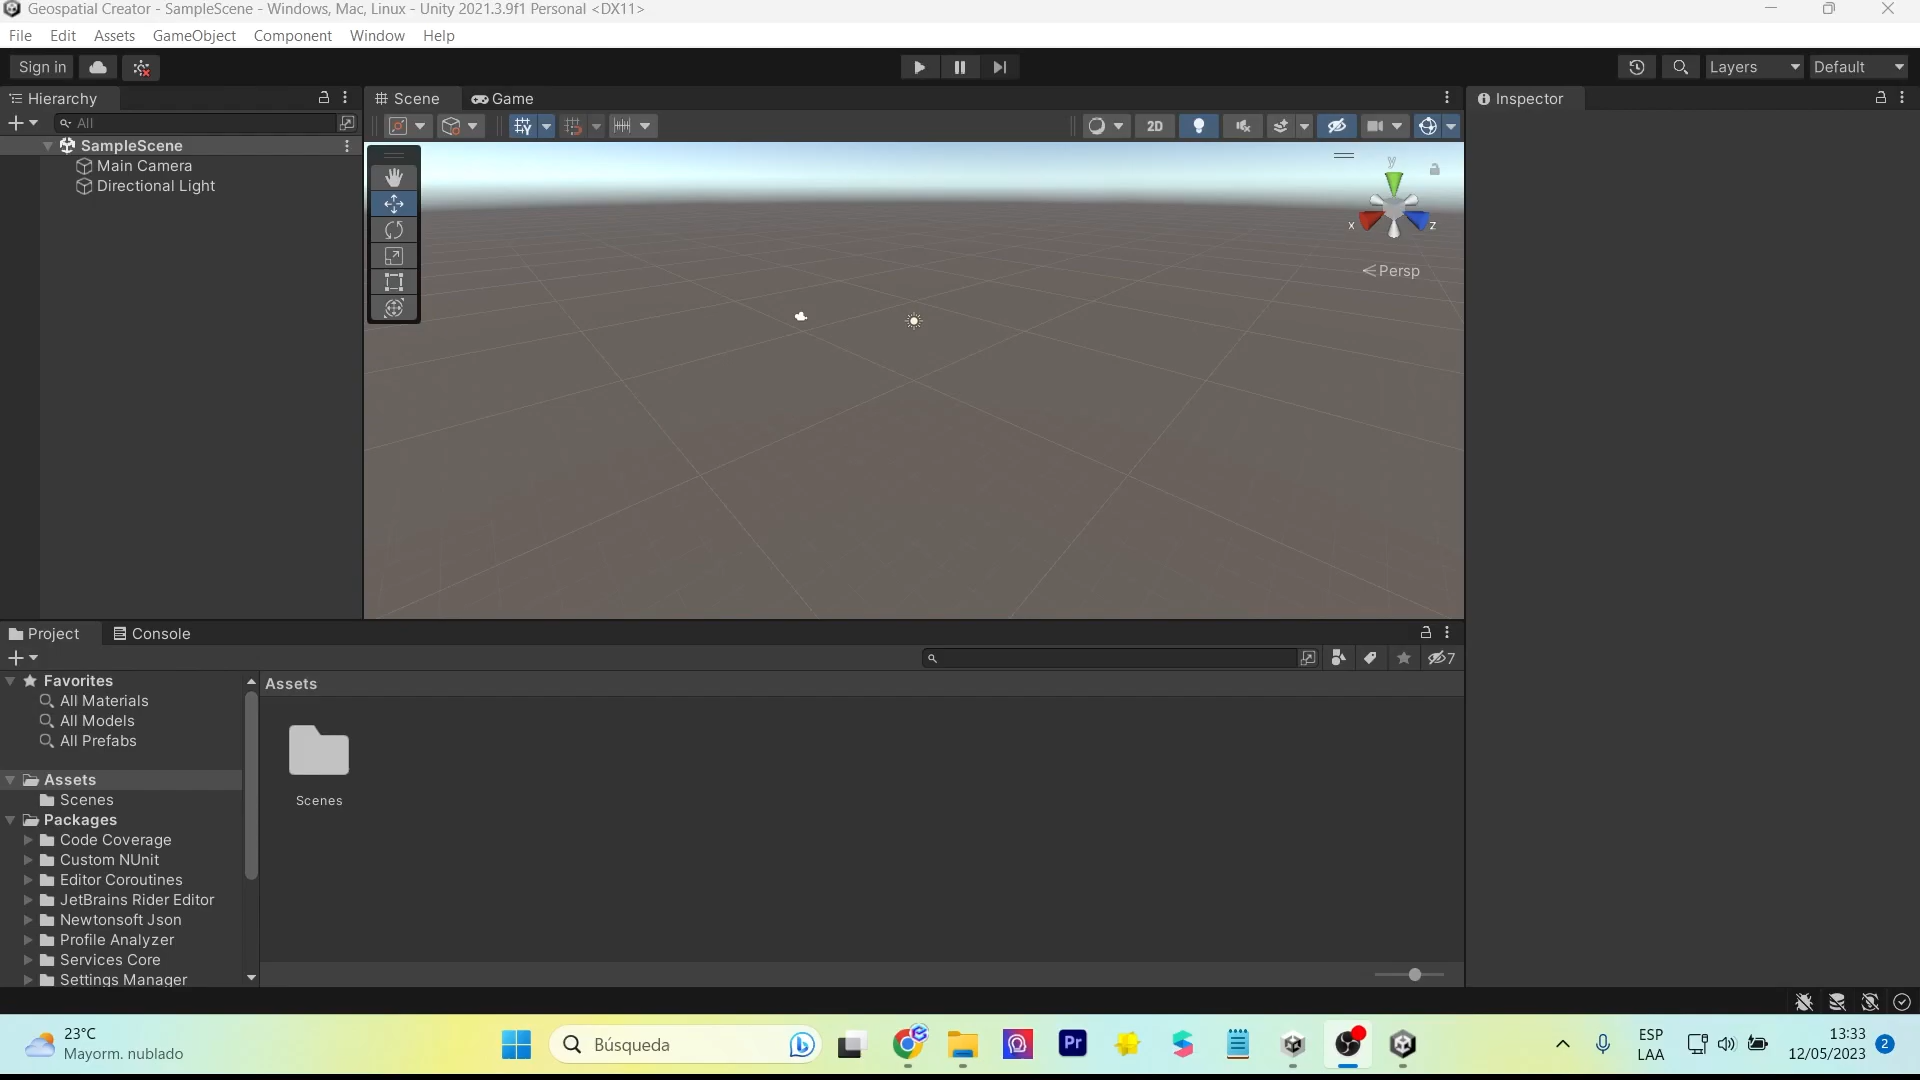 Geospatial Creator - SampleScene - Windows, Mac, Linux - Unity 2021.3.9f1 Personal <DX11>
File Edit Assets GameObject Component Window Help
Sign in Layers Default
Hierarchy Scene Game Inspector
All 2D
SampleScene
Main Camera
Directional Light
y
x z
Persp
Project Console
7
Favorites Assets
All Materials
All Models
All Prefabs
Assets
Scenes Scenes
Packages
Code Coverage
Custom NUnit
Editor Coroutines
JetBrains Rider Editor
Newtonsoft Json
Profile Analyzer
Services Core
Settings Manager
23°C
Mayorm. nublado
Búsqueda
Pr
ESP
LAA
13:33
12/05/2023
2